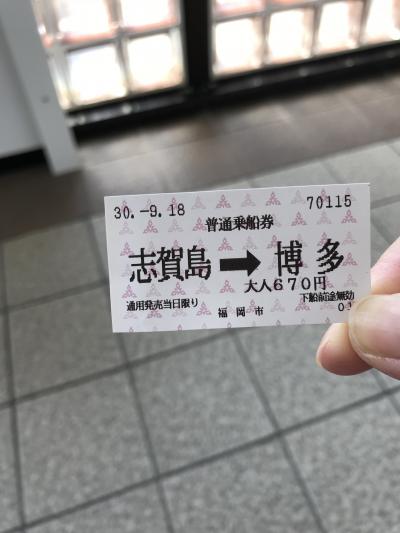 30.-9.18 70115
普通乗船券
志賀島➡博多
大人670円
通用発売当日限り 下船前途無効
福岡市